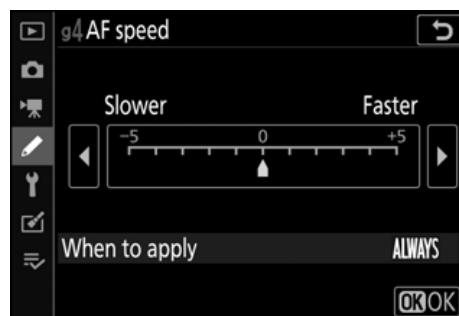 g4 AF speed
Slower Faster
−5 0 +5
When to apply ALWAYS
OK OK